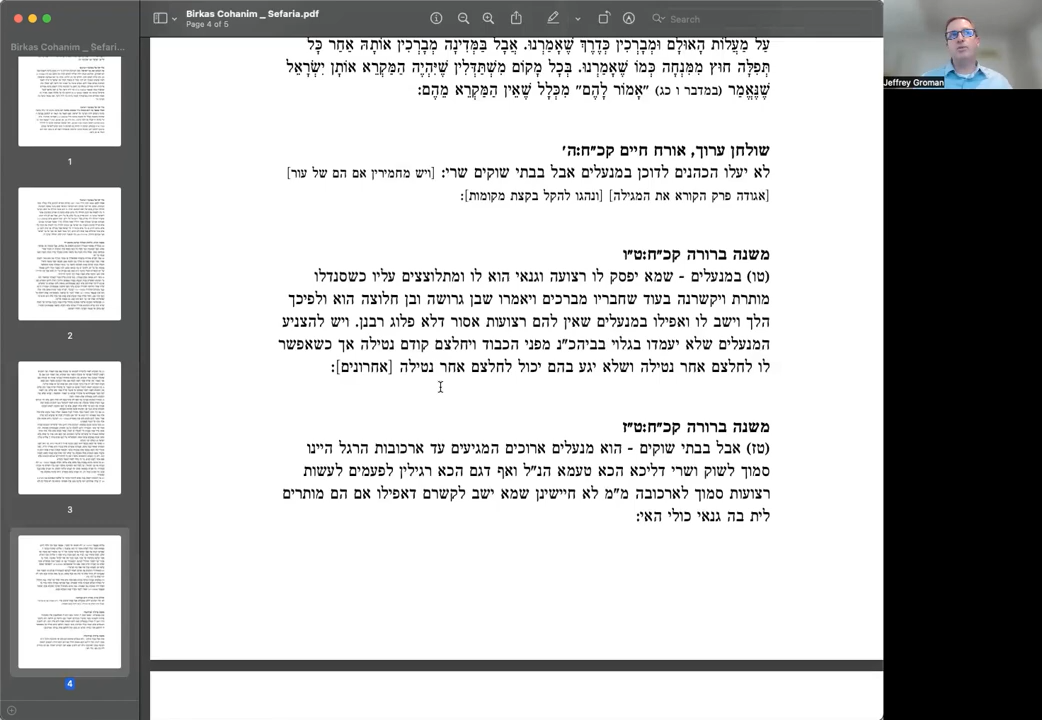 Birkas Cohanim _ Sefaria.pdf
Page 4 of 5
Search
Birkas Cohanim _ Sefari...
1
2
3
4
עַל מַעֲלוֹת הָאוּלָם וּמְבָרְכִין כְּדֶרֶךְ שֶׁאָמַרְנוּ. אֲבָל בַּמְּדִינָה מְבָרְכִין אוֹתָהּ אַחַר כָּל
תְּפִלָּה חוּץ מִמִּנְחָה כְּמוֹ שֶׁאָמַרְנוּ. בְּכָל מָקוֹם מִשְׁתַּדְּלִין שֶׁיִּהְיֶה הַמַּקְרֵא אוֹתָן יִשְׂרָאֵל
שֶׁנֶּאֱמַר (במדבר ו כג) "אָמוֹר לָהֶם" מִכְּלָל שֶׁאֵין הַמַּקְרֵא מֵהֶם:
שולחן ערוך, אורח חיים קכ״ח:ה׳
לא יעלו הכהנים לדוכן במנעלים אבל בבתי שוקים שרי: [ויש מחמירין אם הם של עור]
[אגודה פרק הקורא את המגילה] [ונהגו להקל בקצת מקומות]:
משנה ברורה קכ״ח:ט״ו
(טו) במנעלים - שמא יפסק לו רצועה וגנאי הוא לו ומתלוצצים עליו כשסנדלו
מותרת ויקשרנה בעוד שחבריו מברכים ויאמרו שבן גרושה ובן חלוצה הוא ולפיכך
הלך וישב לו ואפילו במנעלים שאין להם רצועות אסור דלא פלוג רבנן. ויש להצניע
המנעלים שלא יעמדו בגלוי בביהכ"נ מפני הכבוד ויחלצם קודם נטילה אך כשאפשר
לו לחלצם אחר נטילה ושלא יגע בהם יכול לחלצם אחר נטילה [אחרונים]:
משנה ברורה קכ״ח:ט״ז
(טז) אבל בבתי שוקים - הוא מנעלים ארוכים המגיעים עד ארכובות הרגל היינו
סמוך לשוק ושרי דליכא הכא טעמא הנ"ל ואף דגם הכא רגילין לפעמים לעשות
רצועות סמוך לארכובה מ"מ לא חיישינן שמא ישב לקשרם דאפילו אם הם מותרים
לית בה גנאי כולי האי:
Jeffrey Groman